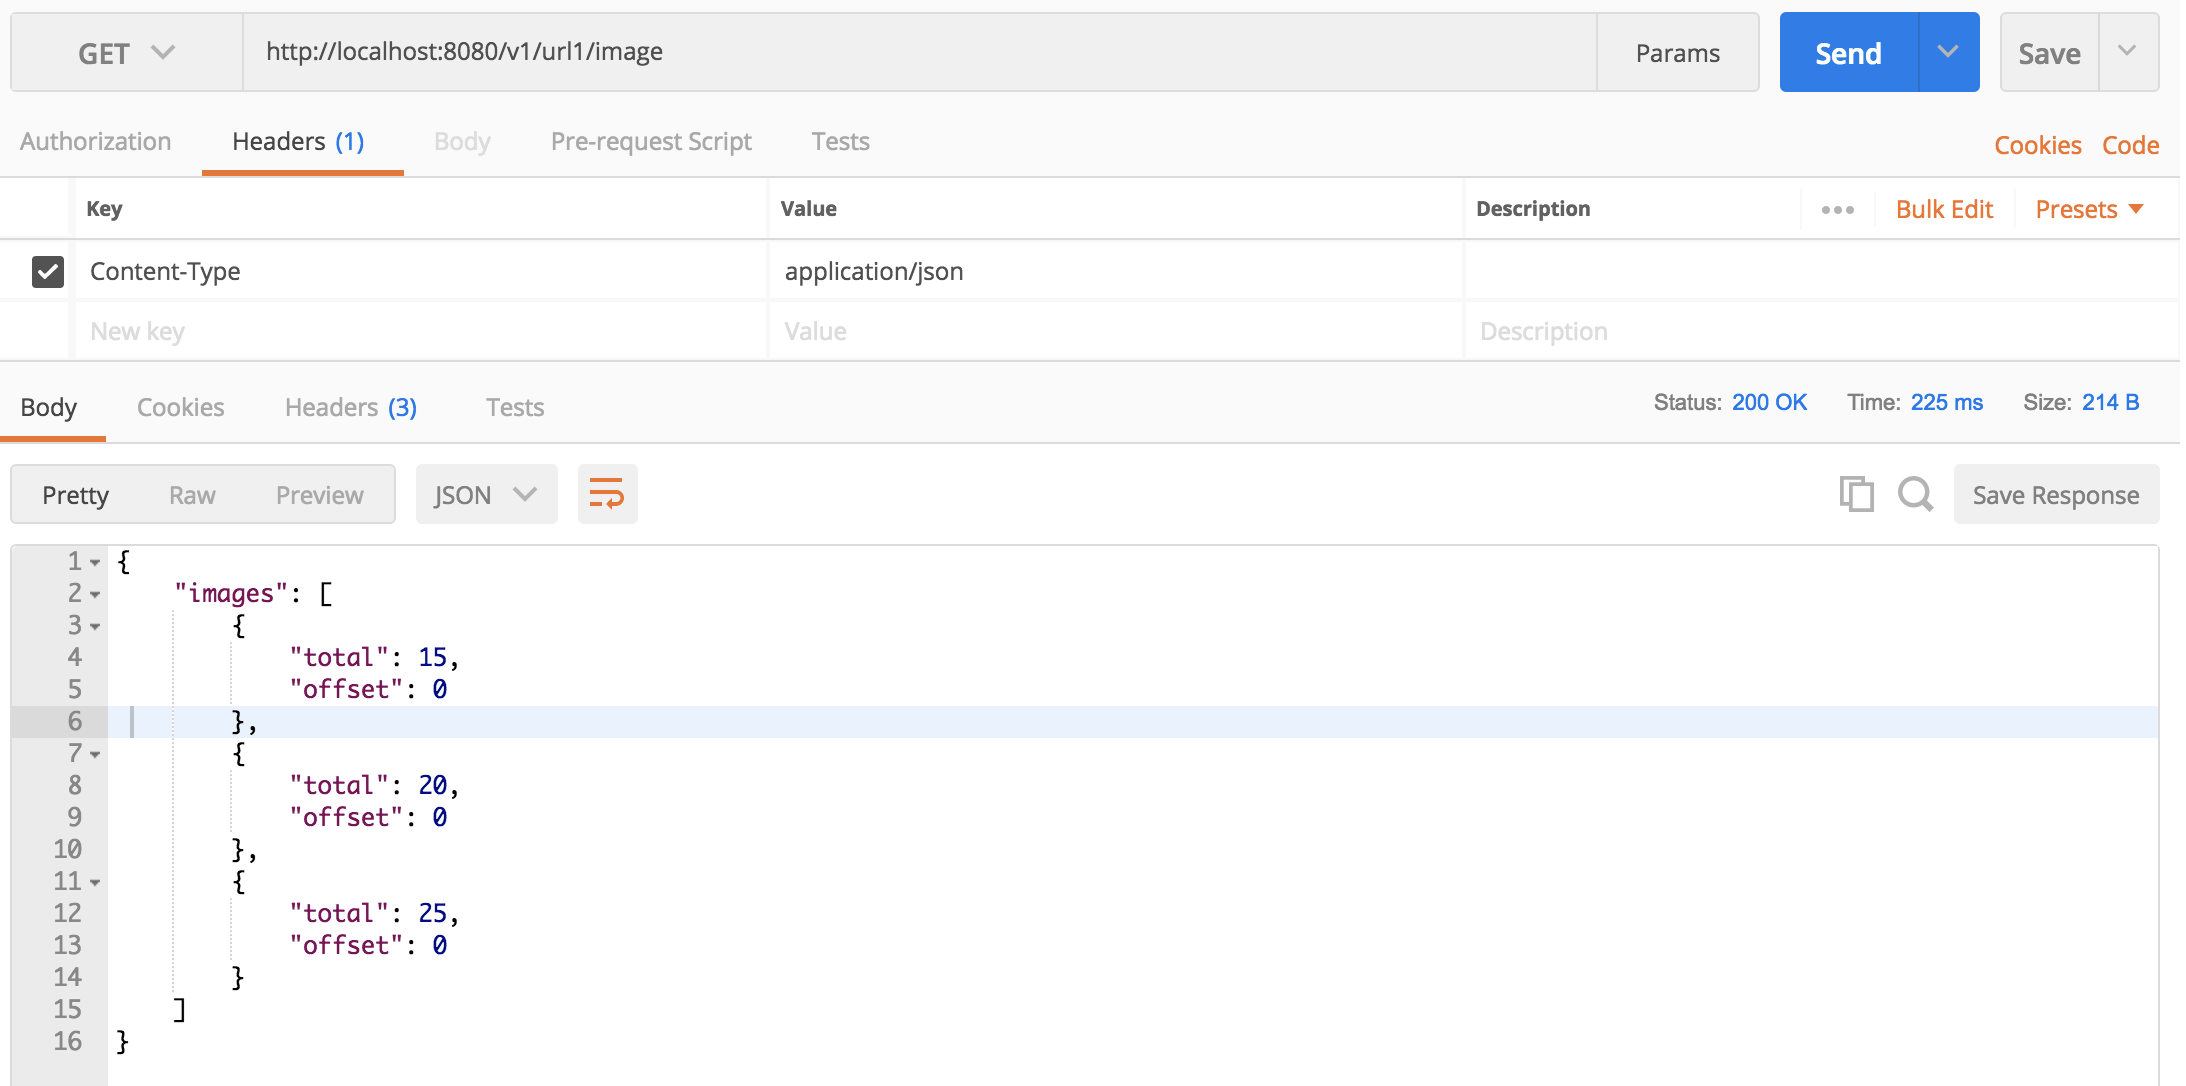 GET http://localhost:8080/v1/url1/image Params Send Save
Authorization Headers (1) Body Pre-request Script Tests Cookies Code
Key Value Description Bulk Edit Presets
Content-Type application/json
New key Value Description
Body Cookies Headers (3) Tests Status: 200 OK Time: 225 ms Size: 214 B
Pretty Raw Preview JSON Save Response
1 {
2 "images": [
3 {
4 "total": 15,
5 "offset": 0
6 },
7 {
8 "total": 20,
9 "offset": 0
10 },
11 {
12 "total": 25,
13 "offset": 0
14 }
15 ]
16 }